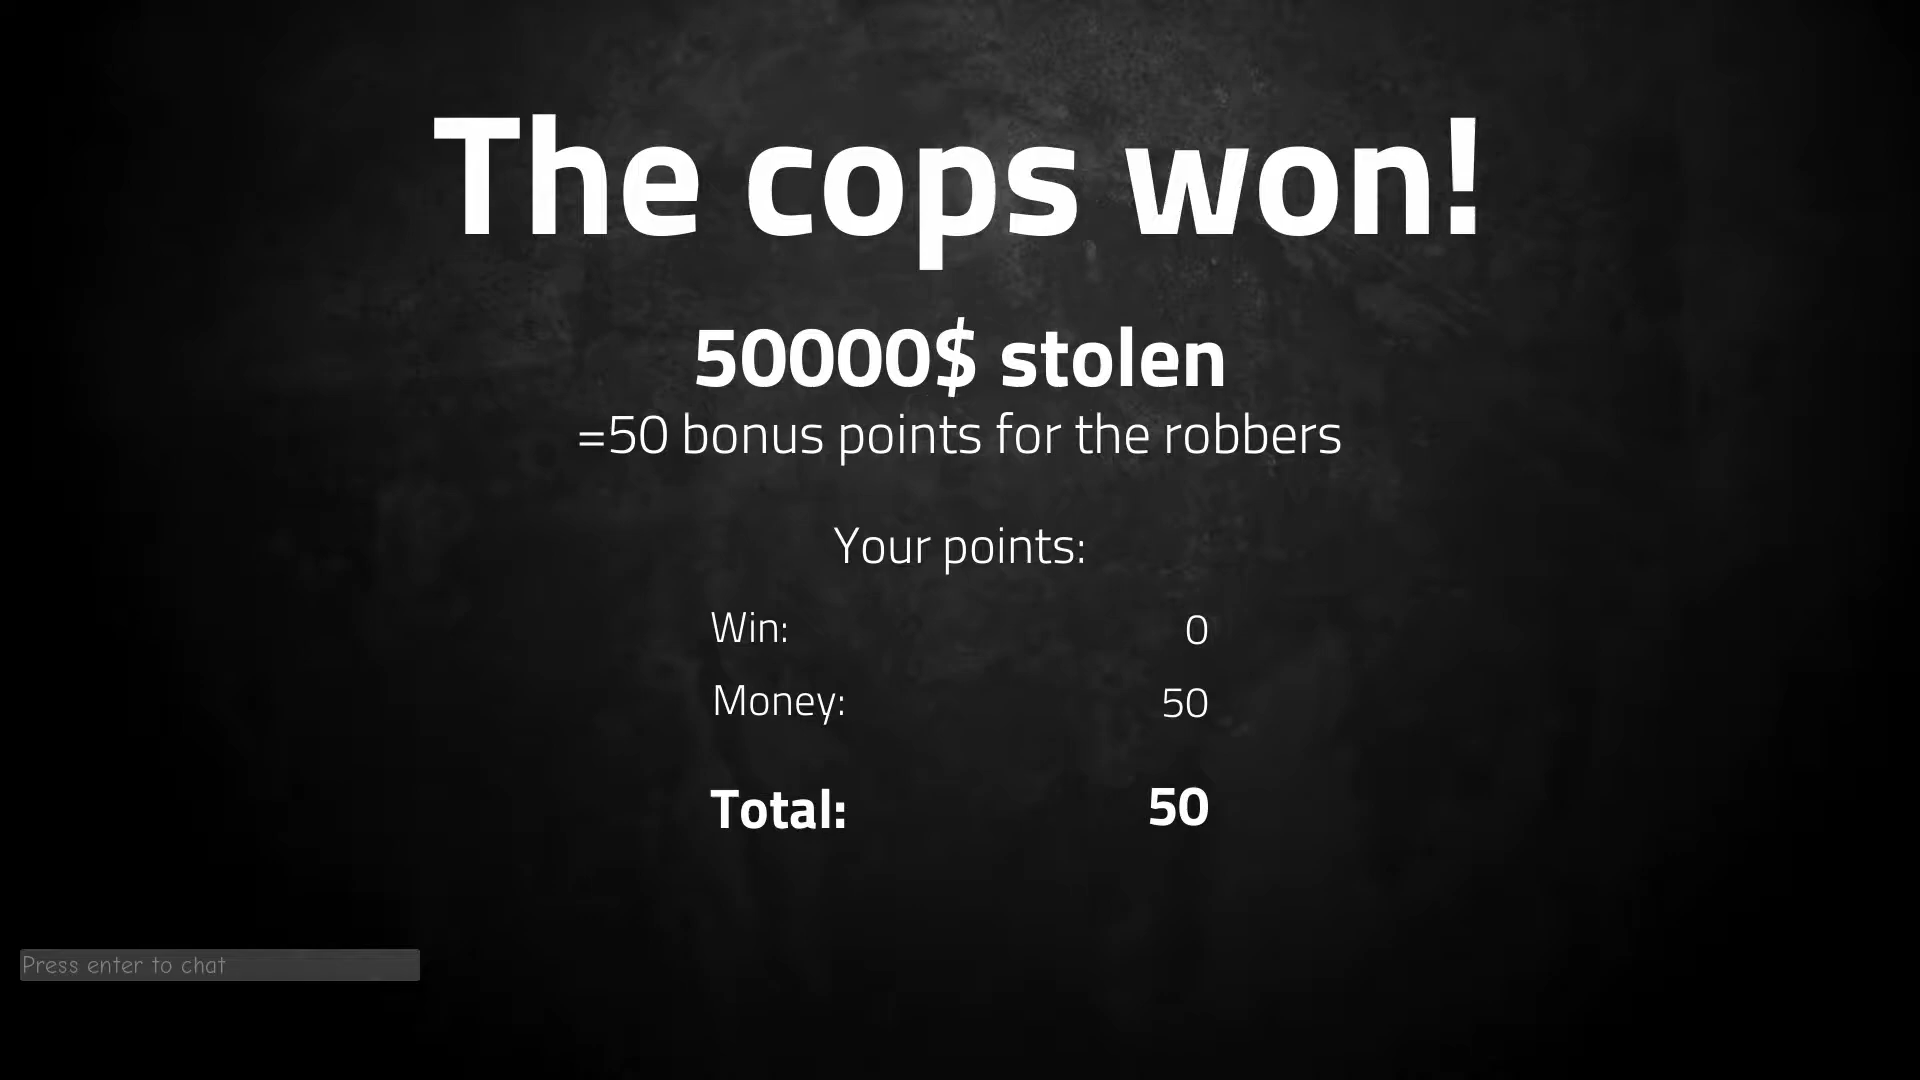 The cops won!
50000$ stolen
=50 bonus points for the robbers
Your points:
Win: 0
Money: 50
Total: 50
Press enter to chat